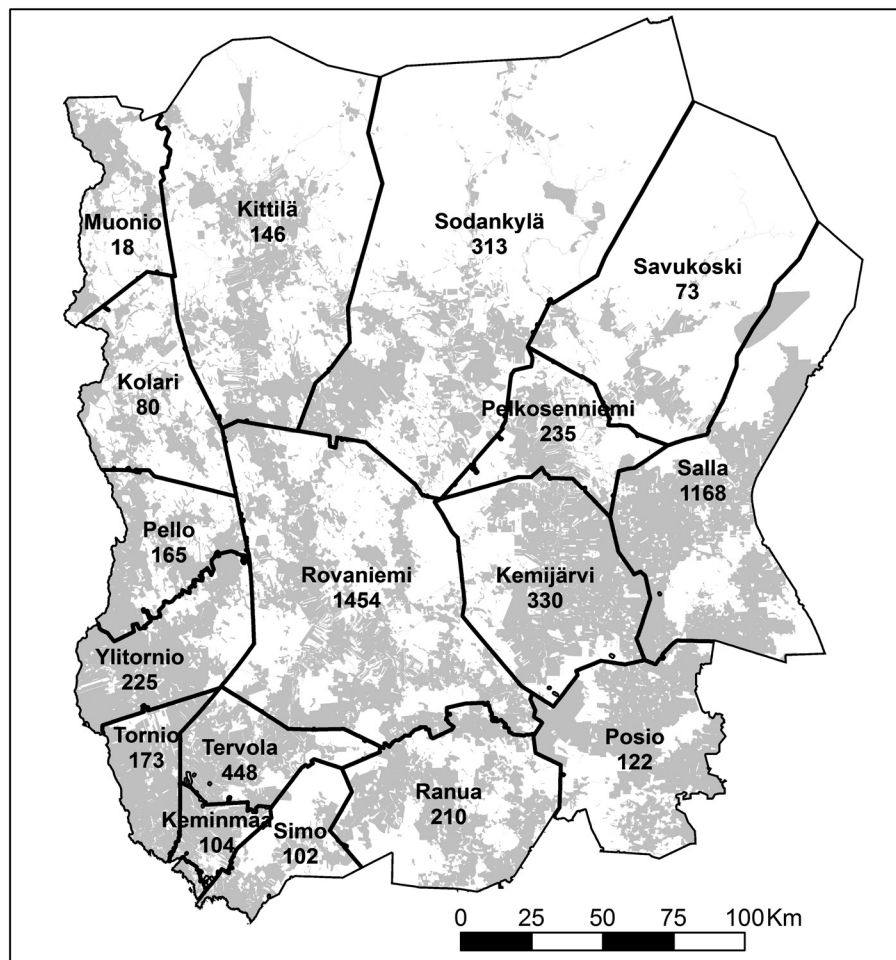 Muonio
18
Kittilä
146
Sodankylä
313
Savukoski
73
Kolari
80
Pelkosenniemi
235
Salla
1168
Pello
165
Rovaniemi
1454
Kemijärvi
330
Ylitornio
225
Tornio
173
Tervola
448
Posio
122
Keminmaa
104
Simo
102
Ranua
210
0 25 50 75 100 Km